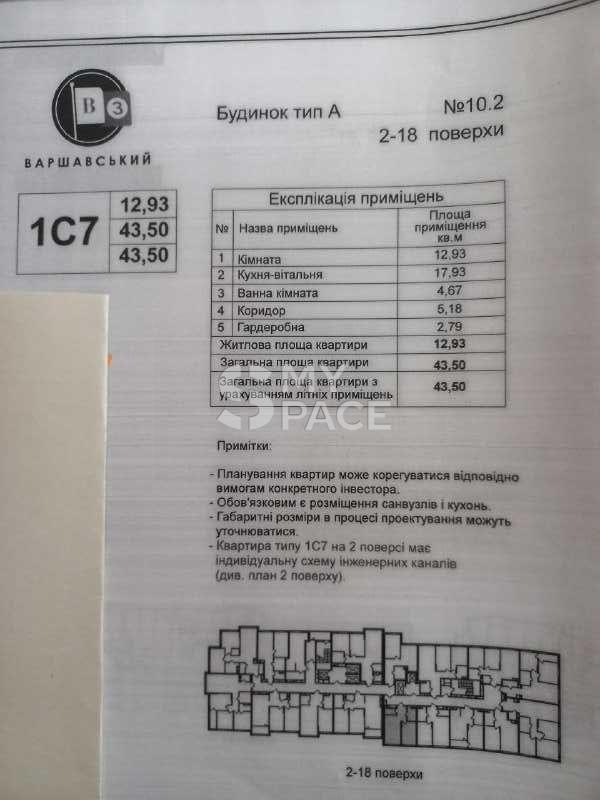 В З
ВАРШАВСЬКИЙ
Будинок тип А
№10.2
2-18 поверхи
1С7
12,93
43,50
43,50
Експлікація приміщень
№ Назва приміщень Площа приміщення кв.м
1 Кімната 12,93
2 Кухня-вітальня 17,93
3 Ванна кімната 4,67
4 Коридор 5,18
5 Гардеробна 2,79
Житлова площа квартири 12,93
Загальна площа квартири 43,50
Загальна площа квартири з
урахуванням літніх приміщень 43,50
MY
SPACE
Примітки:
- Планування квартир може корегуватися відповідно
вимогам конкретного інвестора.
- Обов'язковим є розміщення санвузлів і кухонь.
- Габаритні розміри в процесі проектування можуть
уточнюватися.
- Квартира типу 1С7 на 2 поверсі має
індивідуальну схему інженерних каналів
(див. план 2 поверху).
2-18 поверхи